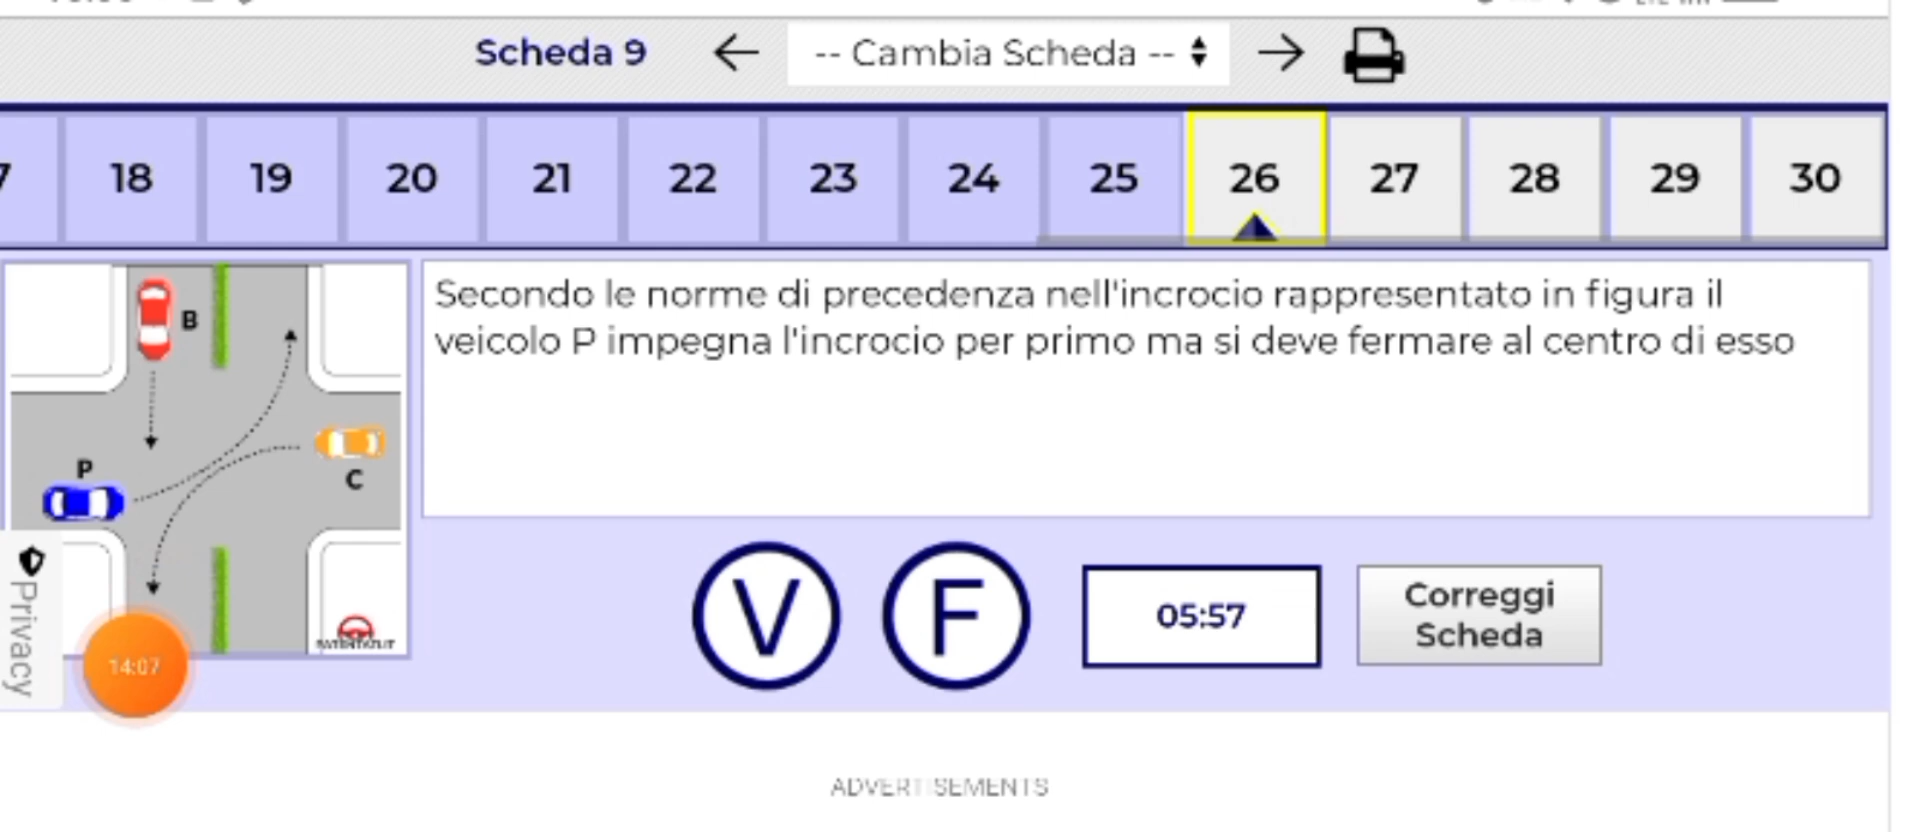 Scheda 9
-- Cambia Scheda --
18 19 20 21 22 23 24 25 26 27 28 29 30
B
P
C
Secondo le norme di precedenza nell'incrocio rappresentato in figura il
veicolo P impegna l'incrocio per primo ma si deve fermare al centro di esso
V F 05:57 Correggi
Scheda
Privacy
14:07
ADVERTISEMENTS